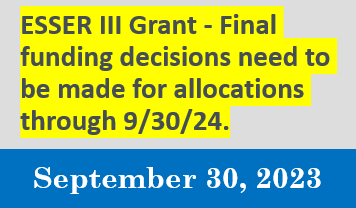 ESSER III Grant - Final
funding decisions need to
be made for allocations
through 9/30/24.
September 30, 2023